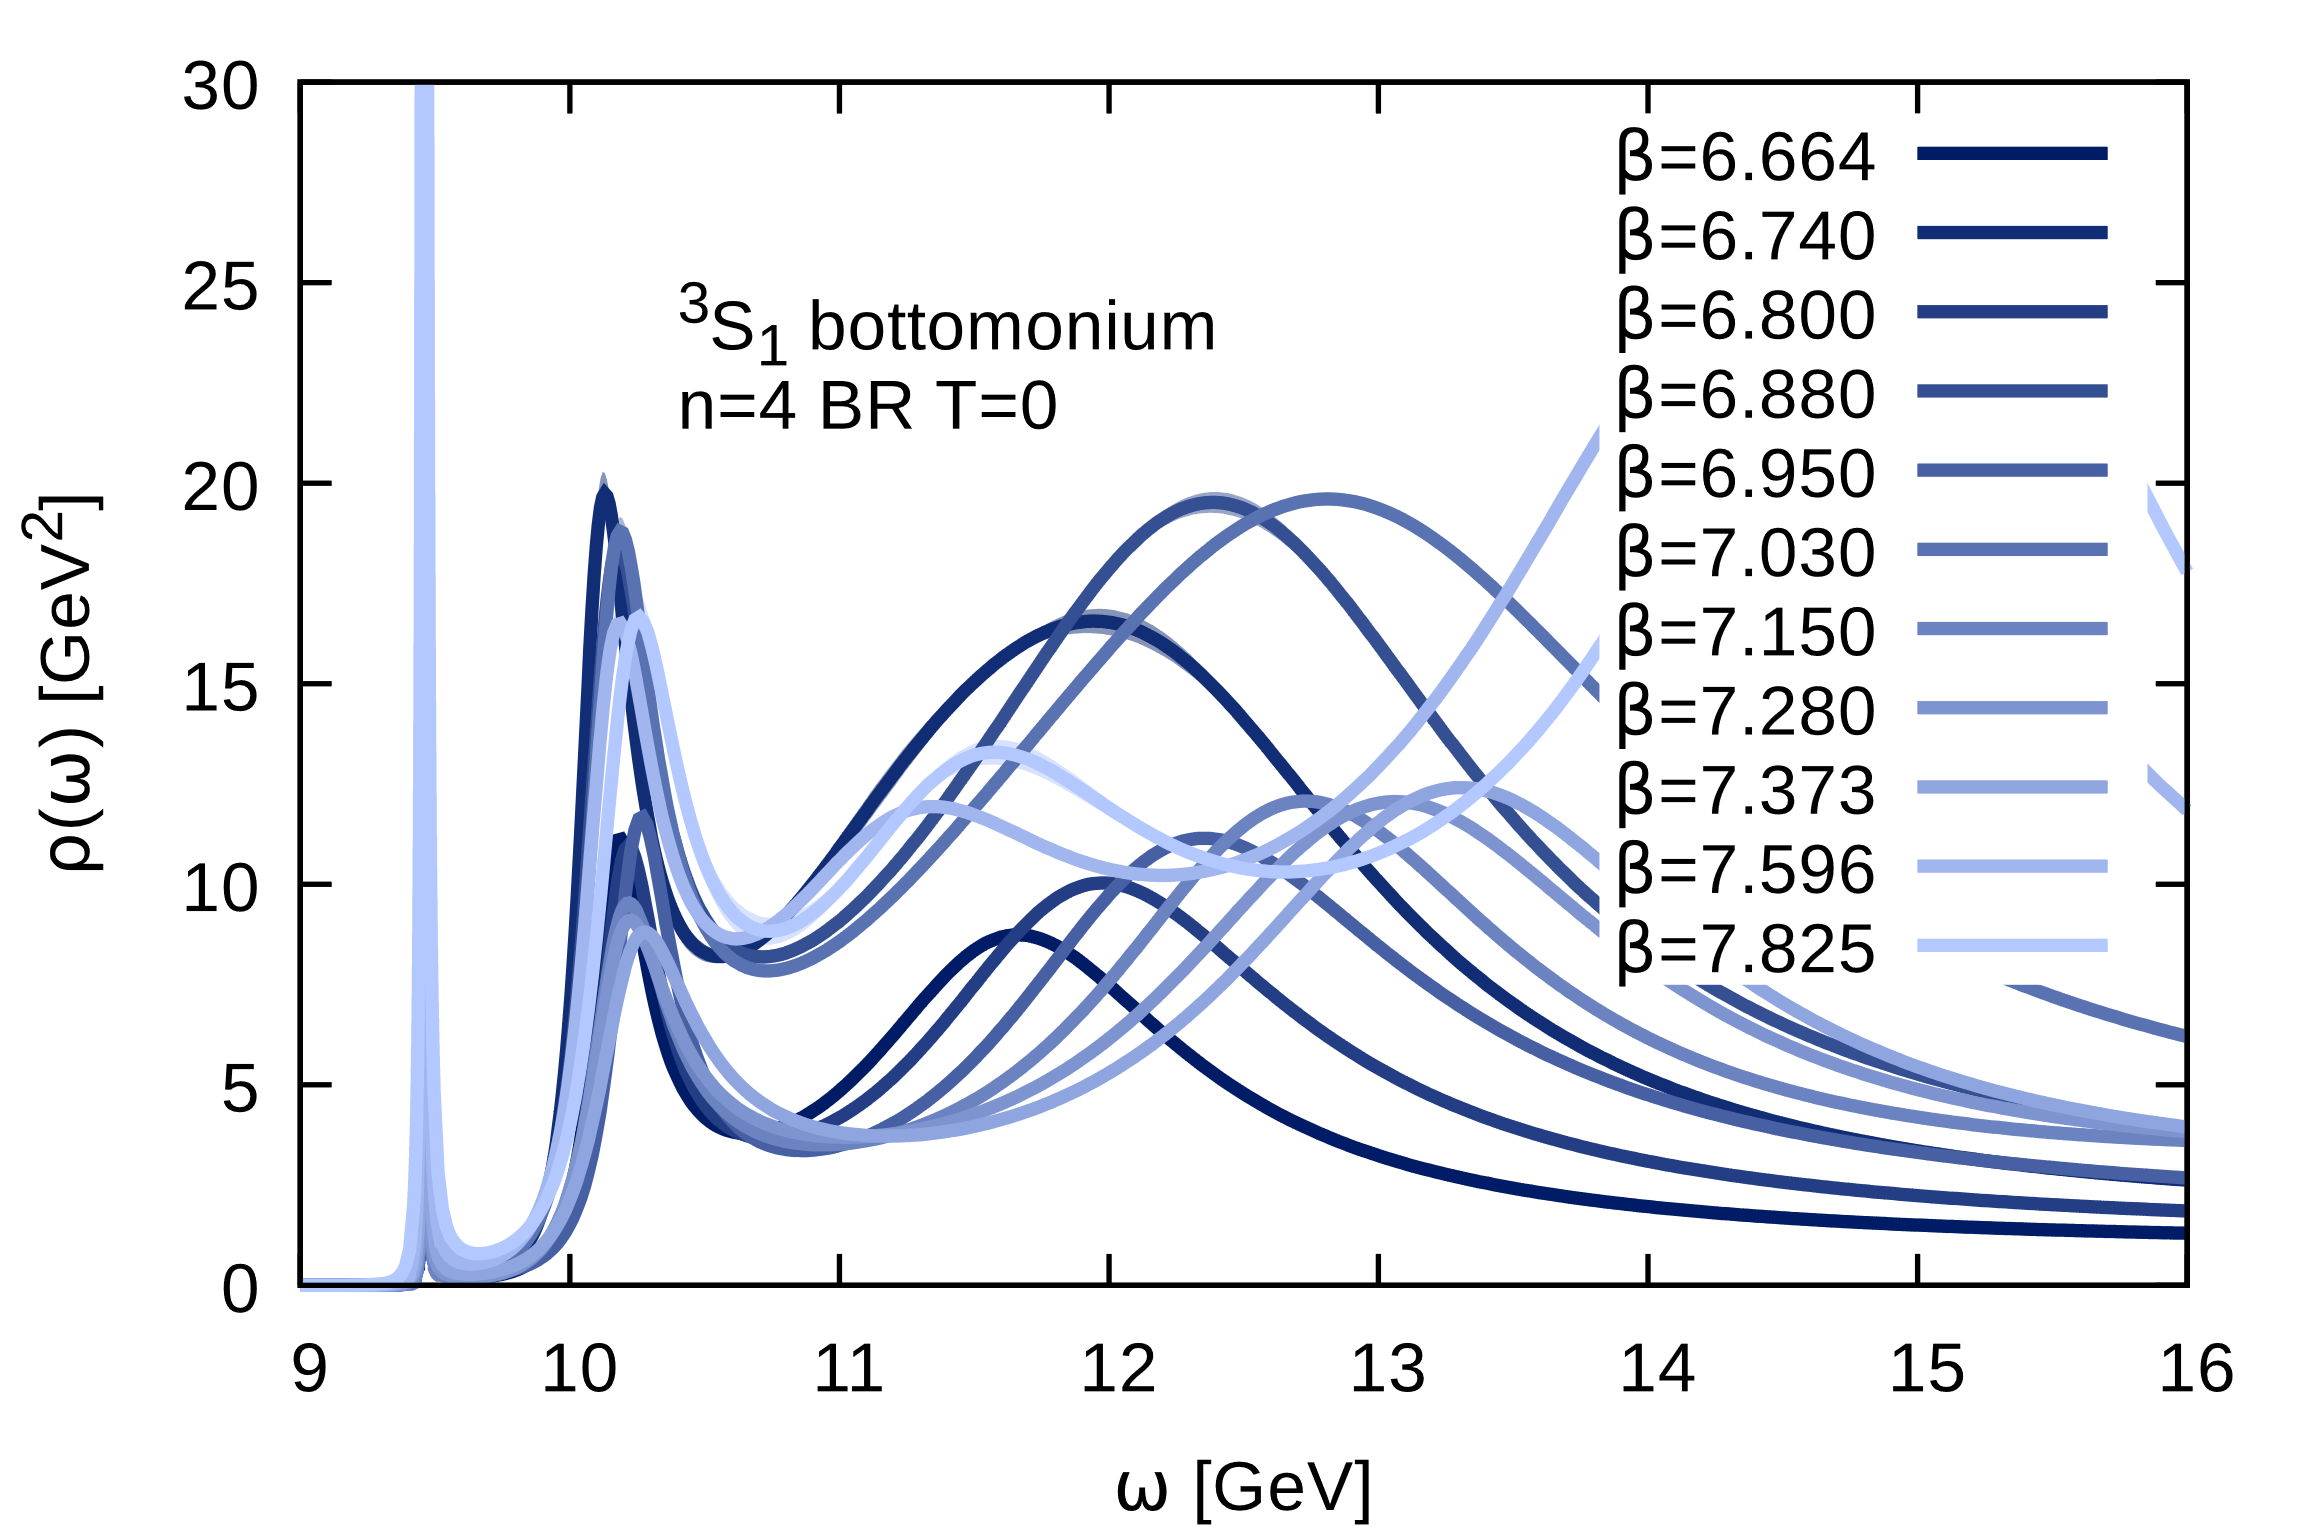 30
25
20
15
10
5
0
ρ(ω) [GeV²]
³S₁ bottomonium
n=4 BR T=0
β=6.664
β=6.740
β=6.800
β=6.880
β=6.950
β=7.030
β=7.150
β=7.280
β=7.373
β=7.596
β=7.825
9 10 11 12 13 14 15 16
ω [GeV]